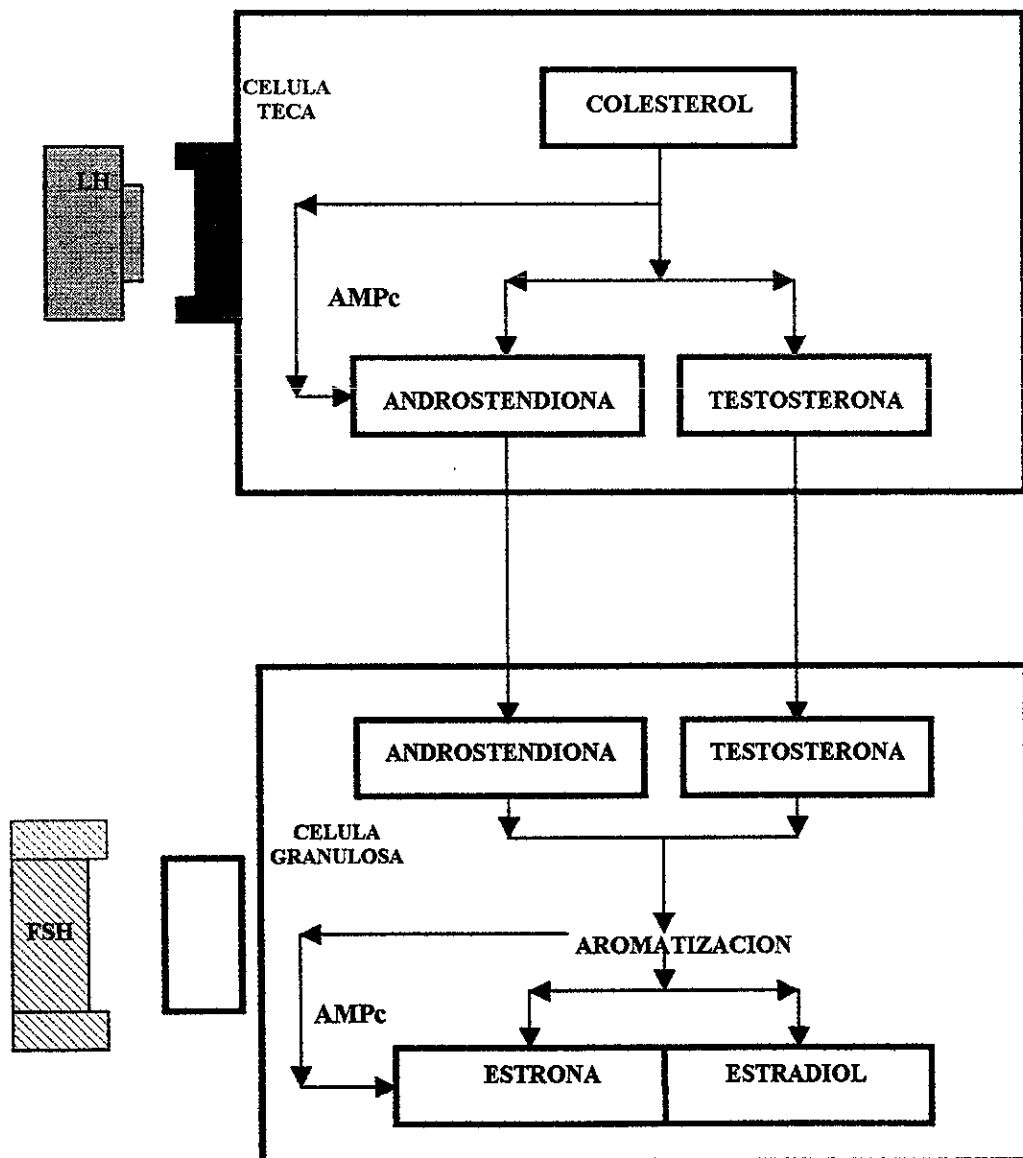 CELULA
TECA
COLESTEROL
LH
AMPc
ANDROSTENDIONA
TESTOSTERONA
ANDROSTENDIONA
TESTOSTERONA
CELULA
GRANULOSA
FSH
AROMATIZACION
AMPc
ESTRONA
ESTRADIOL